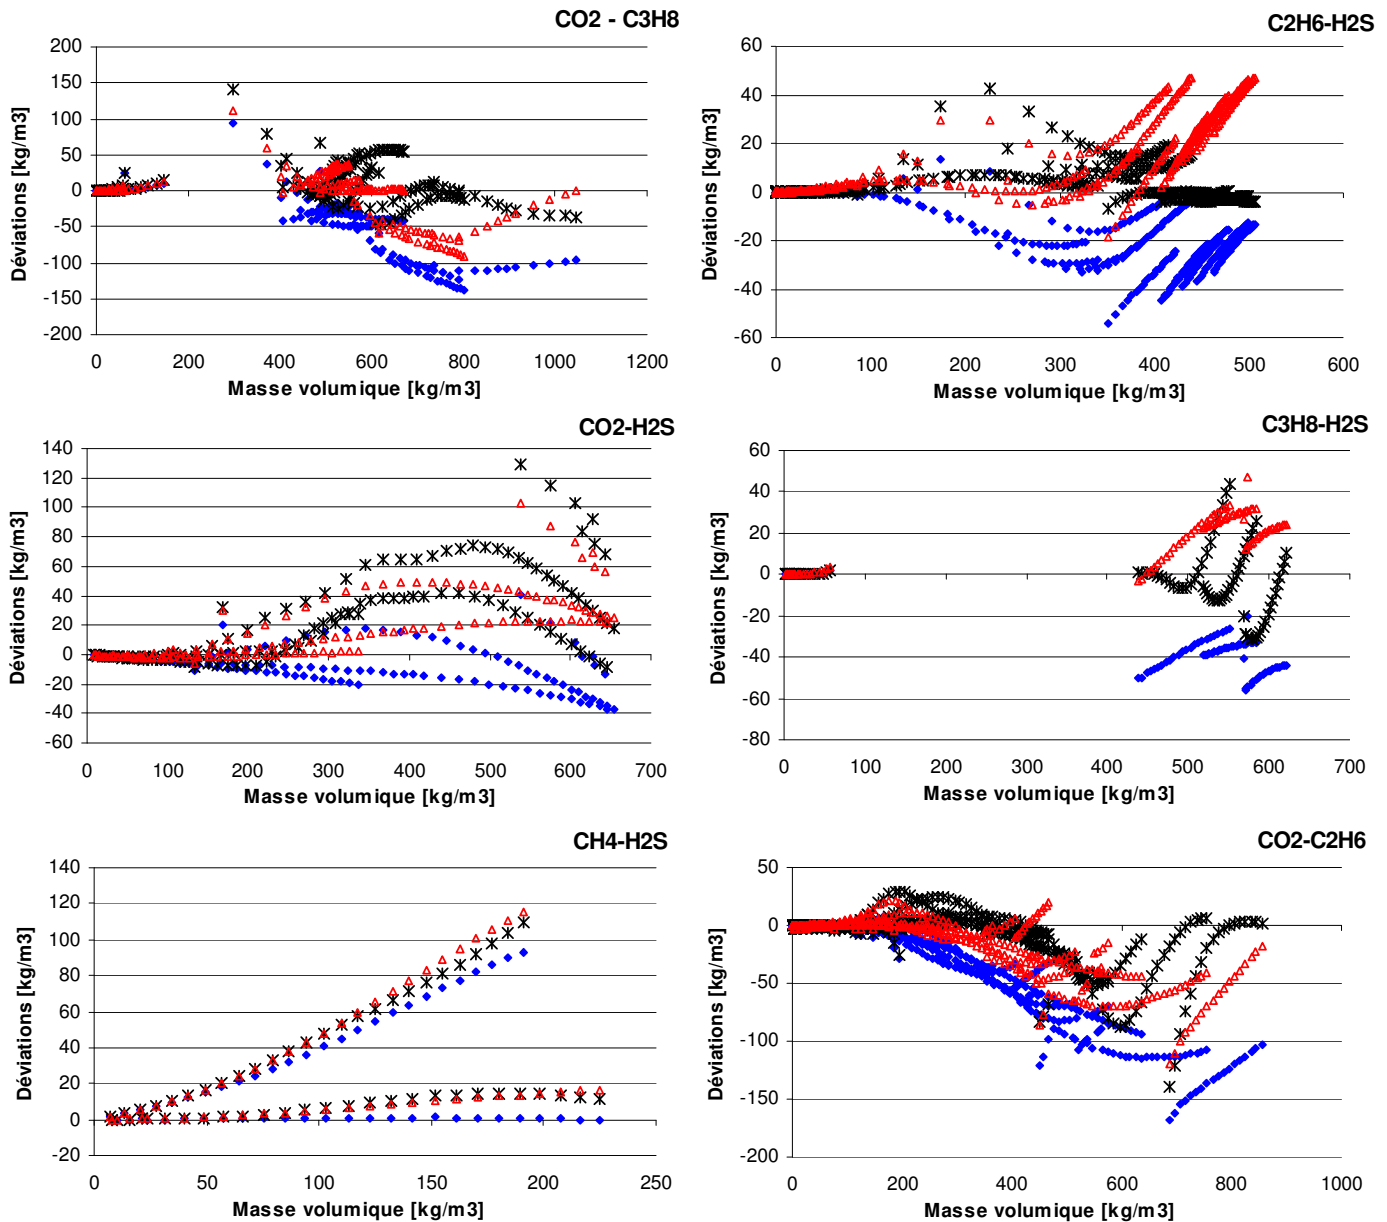 CO2 - C3H8
200
150
100
50
0
-50
-100
-150
-200
0 200 400 600 800 1000 1200
Déviations [kg/m3]
Masse volumique [kg/m3]
C2H6-H2S
60
40
20
0
-20
-40
-60
0 100 200 300 400 500 600
Déviations [kg/m3]
Masse volumique [kg/m3]
CO2-H2S
140
120
100
80
60
40
20
0
-20
-40
-60
0 100 200 300 400 500 600 700
Déviations [kg/m3]
Masse volumique [kg/m3]
C3H8-H2S
60
40
20
0
-20
-40
-60
-80
0 100 200 300 400 500 600 700
Déviations [kg/m3]
Masse volumique [kg/m3]
CH4-H2S
140
120
100
80
60
40
20
0
-20
0 50 100 150 200 250
Déviations [kg/m3]
Masse volumique [kg/m3]
CO2-C2H6
50
0
-50
-100
-150
-200
0 200 400 600 800 1000
Déviations [kg/m3]
Masse volumique [kg/m3]